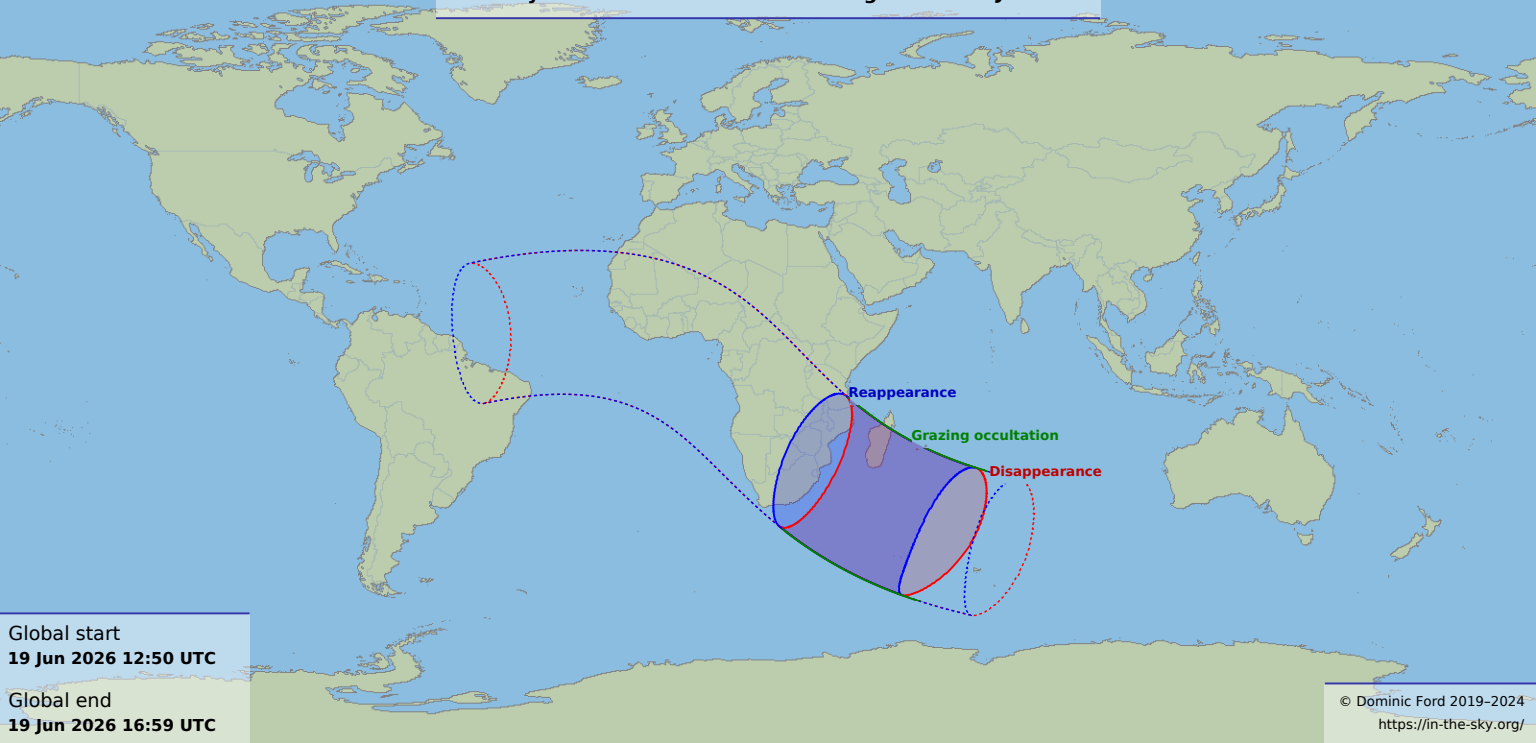 Reappearance
Grazing occultation
Disappearance
Global start
19 Jun 2026 12:50 UTC
Global end
19 Jun 2026 16:59 UTC
© Dominic Ford 2019–2024
https://in-the-sky.org/